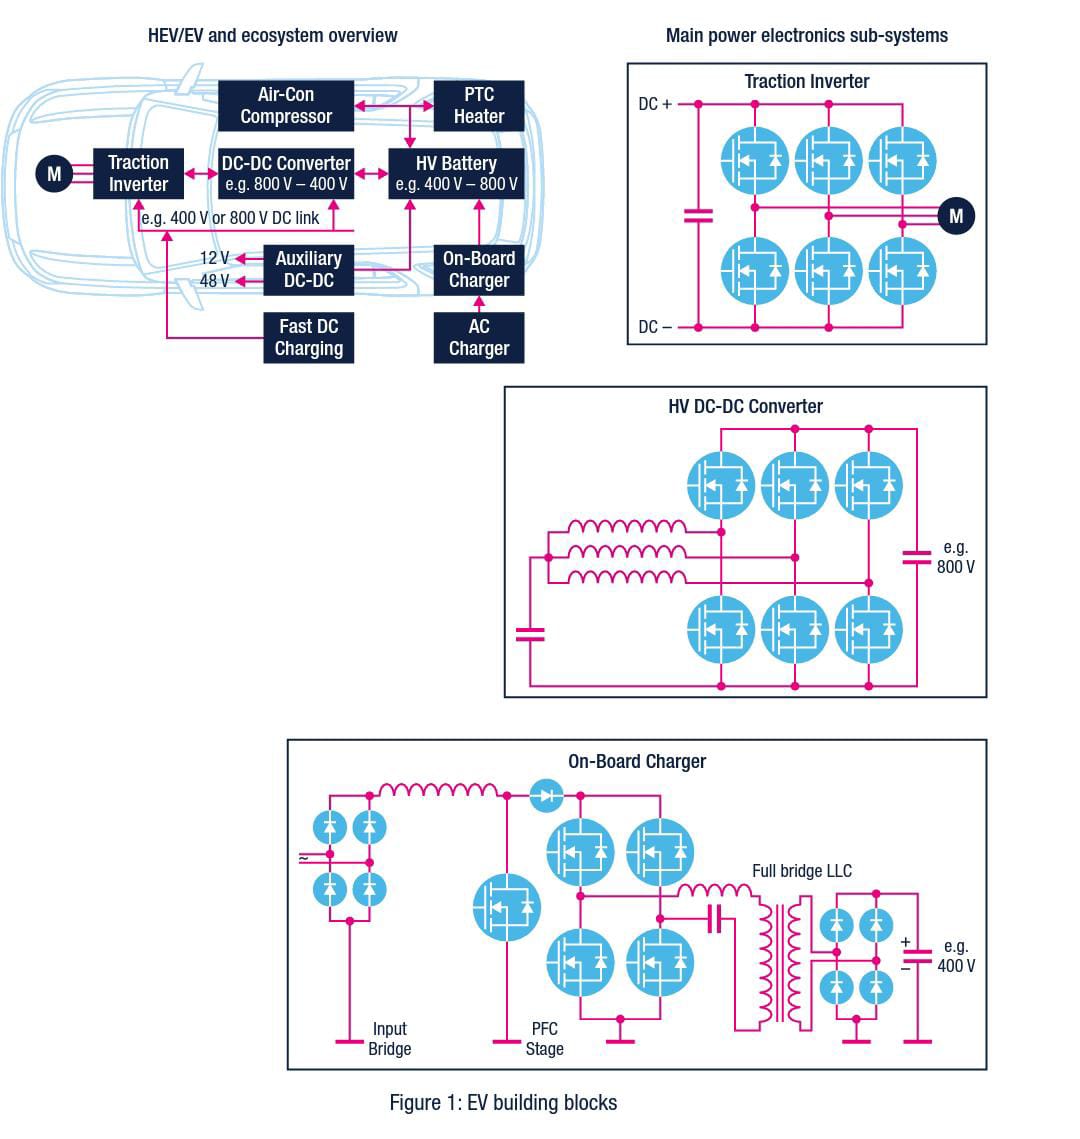 HEV/EV and ecosystem overview
Main power electronics sub-systems
Air-Con
Compressor
PTC
Heater
M
Traction
Inverter
DC-DC Converter
e.g. 800 V – 400 V
HV Battery
e.g. 400 V – 800 V
e.g. 400 V or 800 V DC link
12 V
48 V
Auxiliary
DC-DC
On-Board
Charger
Fast DC
Charging
AC
Charger
Traction Inverter
DC +
M
DC –
HV DC-DC Converter
e.g.
800 V
On-Board Charger
~
Full bridge LLC
+
–
e.g.
400 V
Input
Bridge
PFC
Stage
Figure 1: EV building blocks